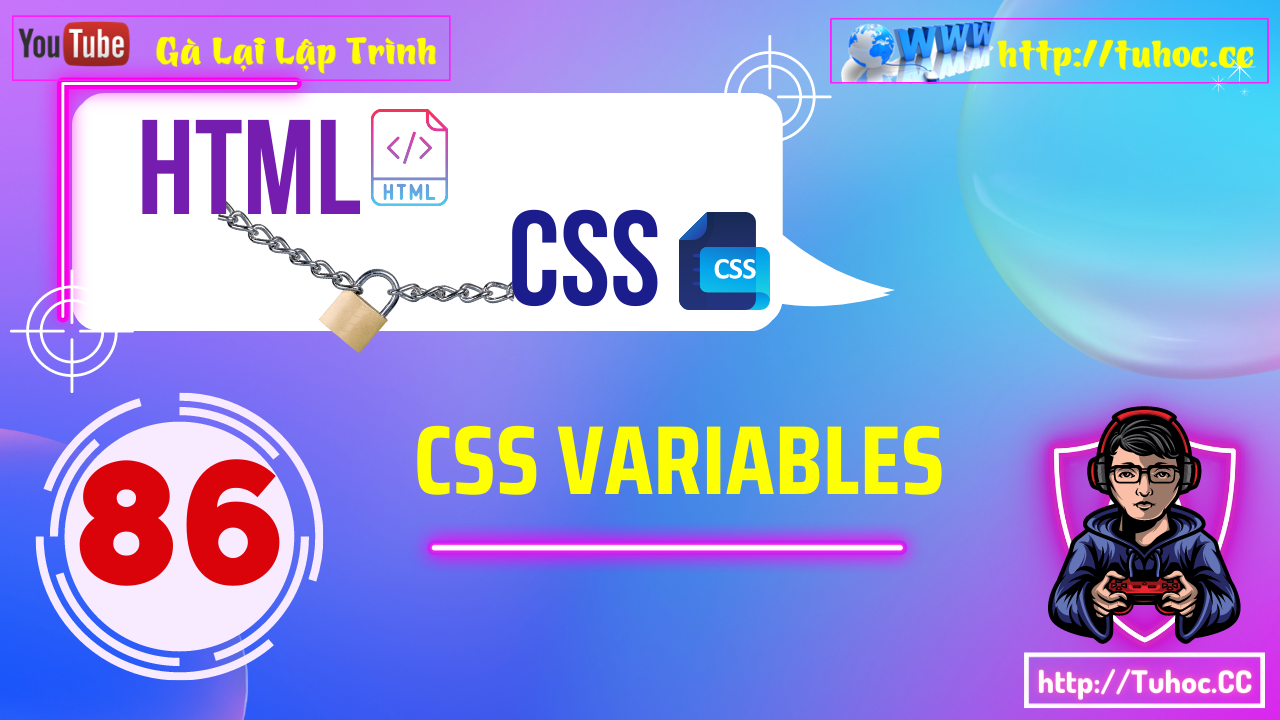 YouTube Gà Lại Lập Trình
WWW http://tuhoc.cc
HTML
HTML
CSS
CSS
86
CSS VARIABLES
http://Tuhoc.CC